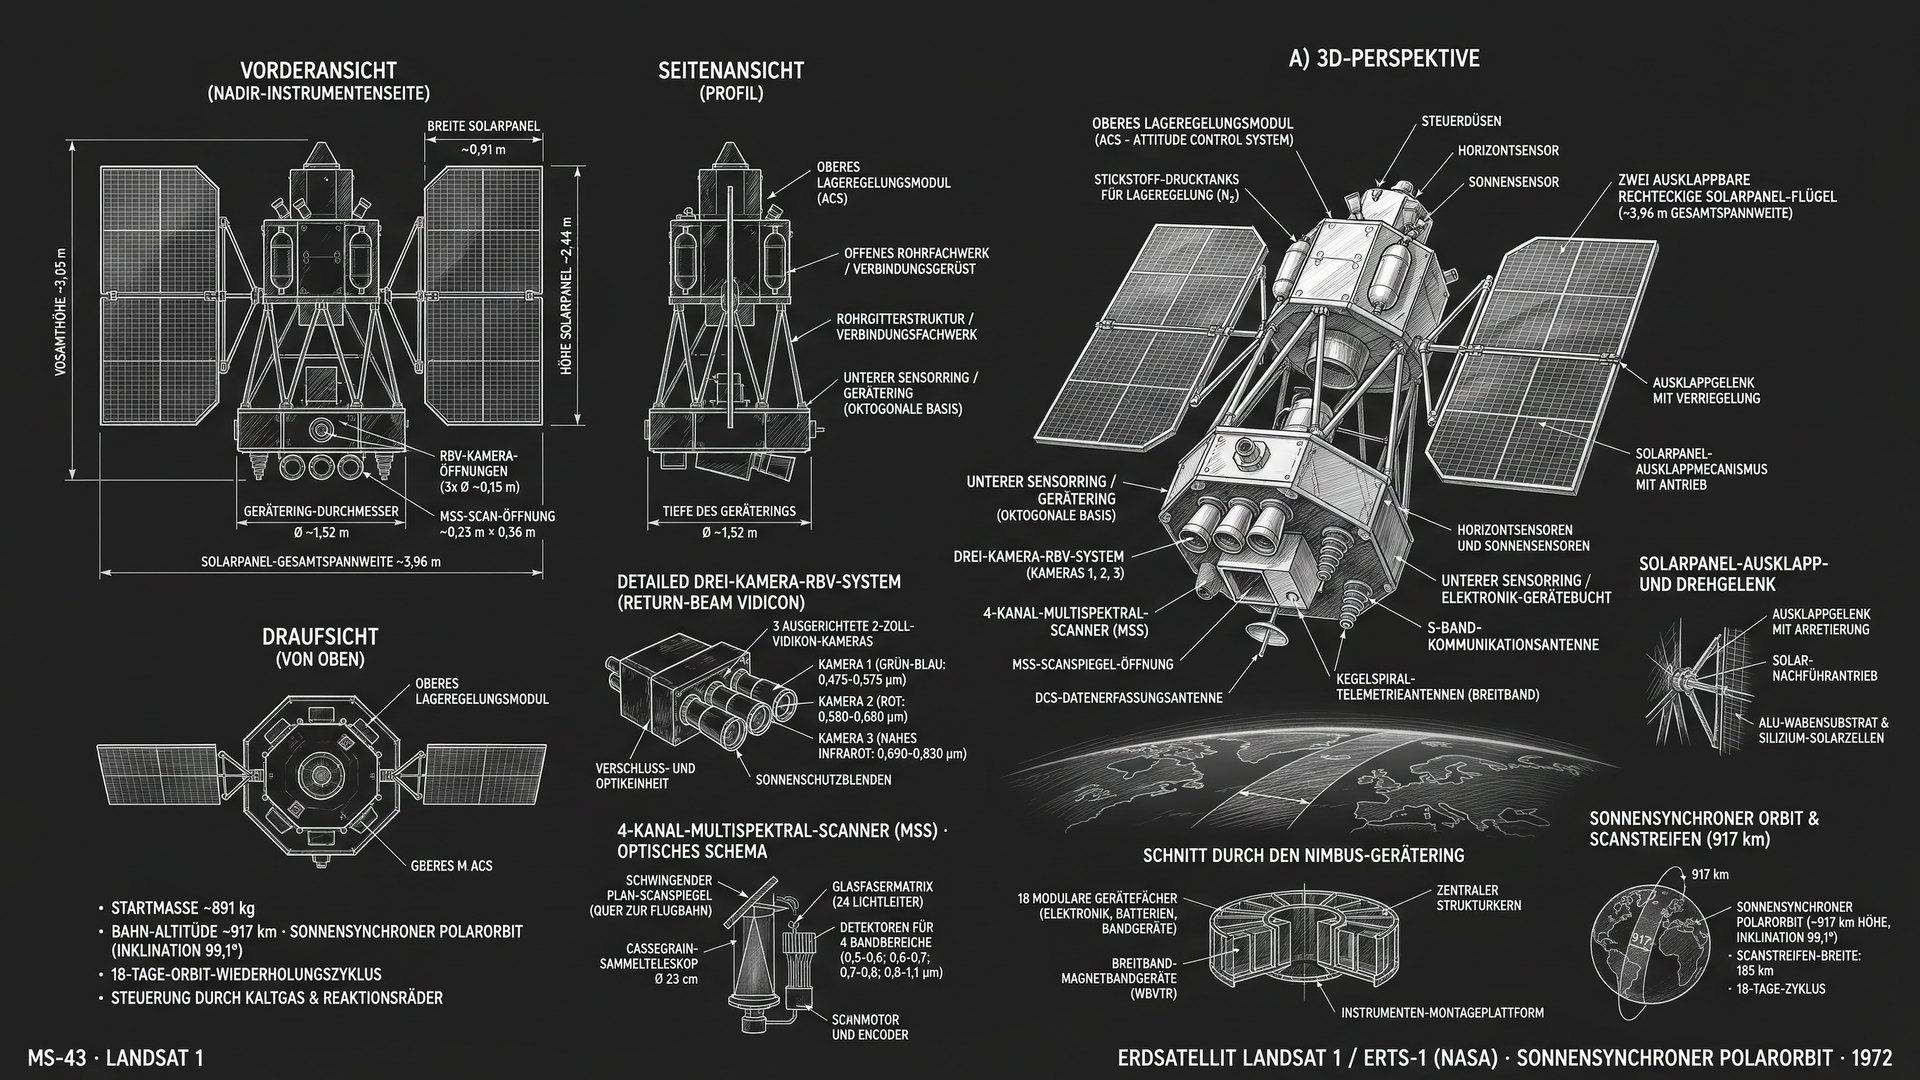 VORDERANSICHT
(NADIR-INSTRUMENTENSEITE)
BREITE SOLARPANEL
~0,91 m
VOSAMTHÖHE ~3,05 m
HÖHE SOLARPANEL ~2,44 m
RBV-KAMERA-
ÖFFNUNGEN
(3x Ø ~0,15 m)
MSS-SCAN-ÖFFNUNG
~0,23 m × 0,36 m
GERÄTERING-DURCHMESSER
Ø ~1,52 m
SOLARPANEL-GESAMTSPANNWEITE ~3,96 m
SEITENANSICHT
(PROFIL)
OBERES
LAGEREGELUNGSMODUL
(ACS)
OFFENES ROHRFACHWERK
/ VERBINDUNGSGERÜST
ROHRGITTERSTRUKTUR /
VERBINDUNGSFACHWERK
UNTERER SENSORRING /
GERÄTERING
(OKTOGONALE BASIS)
TIEFE DES GERÄTERINGS
Ø ~1,52 m
A) 3D-PERSPEKTIVE
OBERES LAGEREGELUNGSMODUL
(ACS - ATTITUDE CONTROL SYSTEM)
STICKSTOFF-DRUCKTANKS
FÜR LAGEREGELUNG (N₂)
STEUERDÜSEN
HORIZONTSENSOR
SONNENSENSOR
ZWEI AUSKLAPPBARE
RECHTECKIGE SOLARPANEL-FLÜGEL
(~3,96 m GESAMTSPANNWEITE)
AUSKLAPPGELENK
MIT VERRIEGELUNG
SOLARPANEL-
AUSKLAPPMECANISMUS
MIT ANTRIEB
UNTERER SENSORRING /
GERÄTERING
(OKTOGONALE BASIS)
DREI-KAMERA-RBV-SYSTEM
(KAMERAS 1, 2, 3)
4-KANAL-MULTISPEKTRAL-
SCANNER (MSS)
MSS-SCANSPIEGEL-ÖFFNUNG
DCS-DATENERFASSUNGSANTENNE
HORIZONTSENSOREN
UND SONNENSENSOREN
UNTERER SENSORRING /
ELEKTRONIK-GERÄTEBUCHT
S-BAND-
KOMMUNIKATIONSANTENNE
KEGELSPIRAL-
TELEMETRIEANTENNEN (BREITBAND)
SOLARPANEL-AUSKLAPP-
UND DREHGELENK
AUSKLAPPGELENK
MIT ARRETIERUNG
SOLAR-
NACHFÜHRANTRIEB
ALU-WABENSUBSTRAT &
SILIZIUM-SOLARZELLEN
DRAUFSICHT
(VON OBEN)
OBERES
LAGEREGELUNGSMODUL
GBERES M. ACS
• STARTMASSE ~891 kg
• BAHN-ALTITÜDE ~917 km · SONNENSYNCHRONER POLARORBIT
(INKLINATION 99,1°)
• 18-TAGE-ORBIT-WIEDERHOLUNGSZYKLUS
• STEUERUNG DURCH KALTGAS & REAKTIONSRÄDER
DETAILED DREI-KAMERA-RBV-SYSTEM
(RETURN-BEAM VIDICON)
3 AUSGERICHTETE 2-ZOLL-
VIDIKON-KAMERAS
KAMERA 1 (GRÜN-BLAU:
0,475-0,575 µm)
KAMERA 2 (ROT:
0,580-0,680 µm)
KAMERA 3 (NAHES
INFRAROT: 0,690-0,830 µm)
VERSCHLUSS- UND
OPTIKEINHEIT
SONNENSCHUTZBLENDEN
4-KANAL-MULTISPEKTRAL-SCANNER (MSS) ·
OPTISCHES SCHEMA
SCHWINGENDER
PLAN-SCANSPIEGEL
(QUER ZUR FLUGBAHN)
CASSEGRAIN-
SAMMELTELESKOP
Ø 23 cm
GLASFASERMATRIX
(24 LICHTLEITER)
DETEKTOREN FÜR
4 BANDBEREICHE
(0,5-0,6; 0,6-0,7;
0,7-0,8; 0,8-1,1 µm)
SCANMOTOR
UND ENCODER
SCHNITT DURCH DEN NIMBUS-GERÄTERING
18 MODULARE GERÄTEFÄCHER
(ELEKTRONIK, BATTERIEN,
BANDGERÄTE)
BREITBAND-
MAGNETBANDGERÄTE
(WBVTR)
ZENTRALER
STRUKTURKERN
INSTRUMENTEN-MONTAGEPLATTFORM
SONNENSYNCHRONER ORBIT &
SCANSTREIFEN (917 km)
917 km
917
SONNENSYNCHRONER
POLARORBIT (~917 km HÖHE,
INKLINATION 99,1°)
- SCANSTREIFEN-BREITE:
185 km
- 18-TAGE-ZYKLUS
MS-43 · LANDSAT 1
ERDSATELLIT LANDSAT 1 / ERTS-1 (NASA) · SONNENSYNCHRONER POLARORBIT · 1972